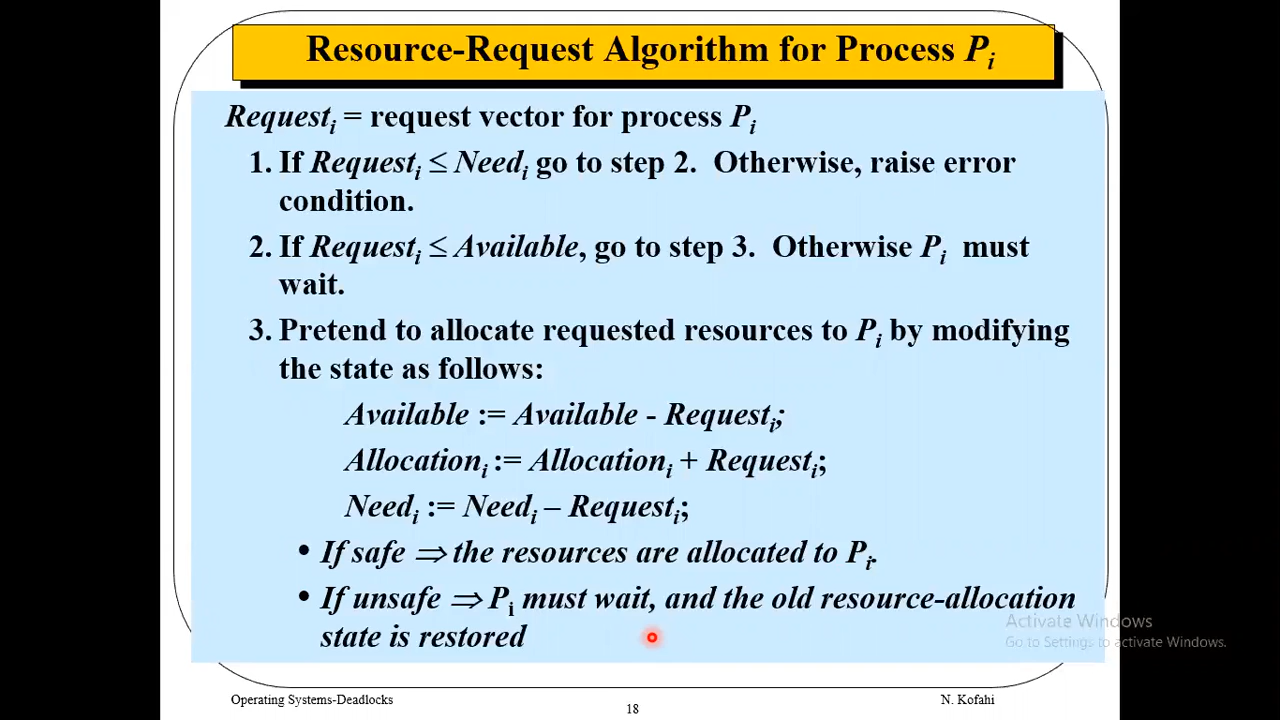 Resource-Request Algorithm for Process Pi
Requesti = request vector for process Pi
1. If Requesti ≤ Needi go to step 2. Otherwise, raise error
condition.
2. If Requesti ≤ Available, go to step 3. Otherwise Pi must
wait.
3. Pretend to allocate requested resources to Pi by modifying
the state as follows:
Available := Available - Requesti;
Allocationi := Allocationi + Requesti;
Needi := Needi – Requesti;
• If safe ⇒ the resources are allocated to Pi.
• If unsafe ⇒ Pi must wait, and the old resource-allocation
state is restored
Activate Windows
Go to Settings to activate Windows.
Operating Systems-Deadlocks
18
N. Kofahi